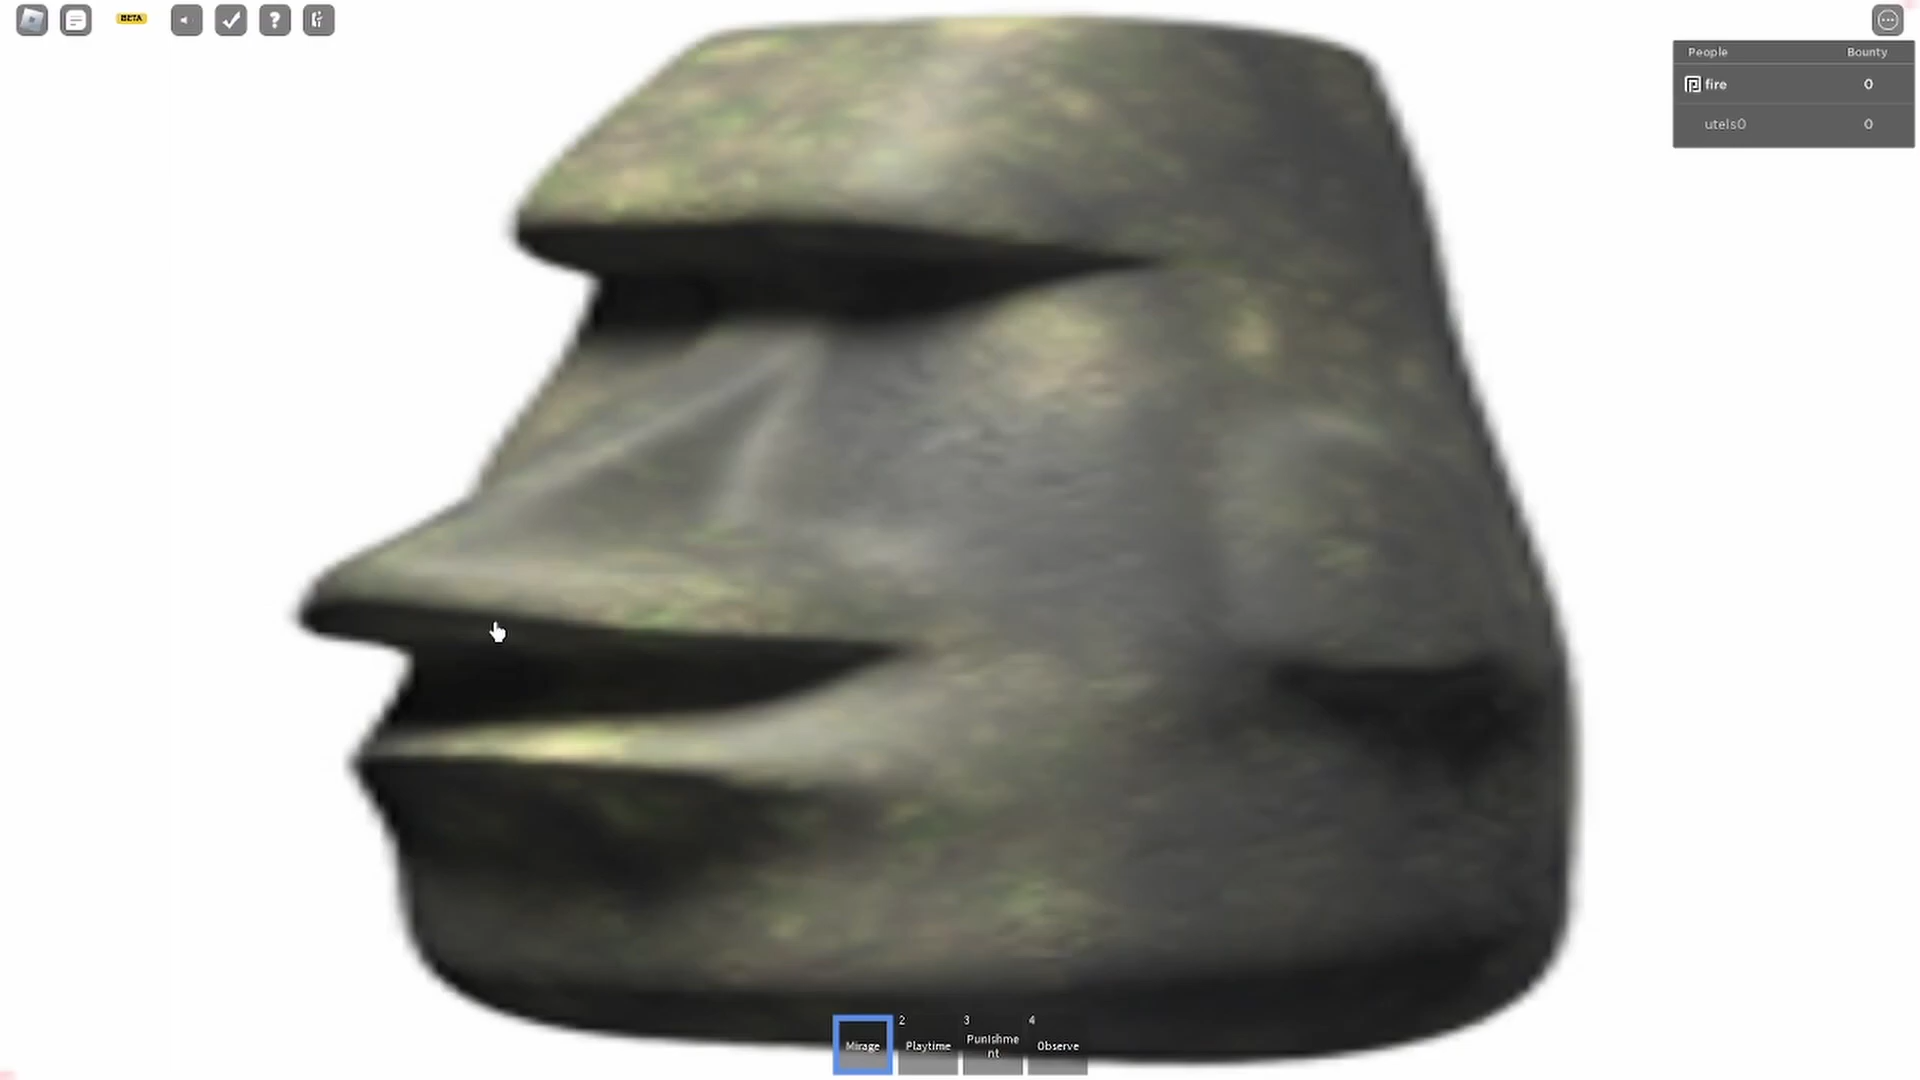 BETA
People Bounty
fire 0
utels0 0
Mirage
2
Playtime
3
Punishme
nt
4
Observe